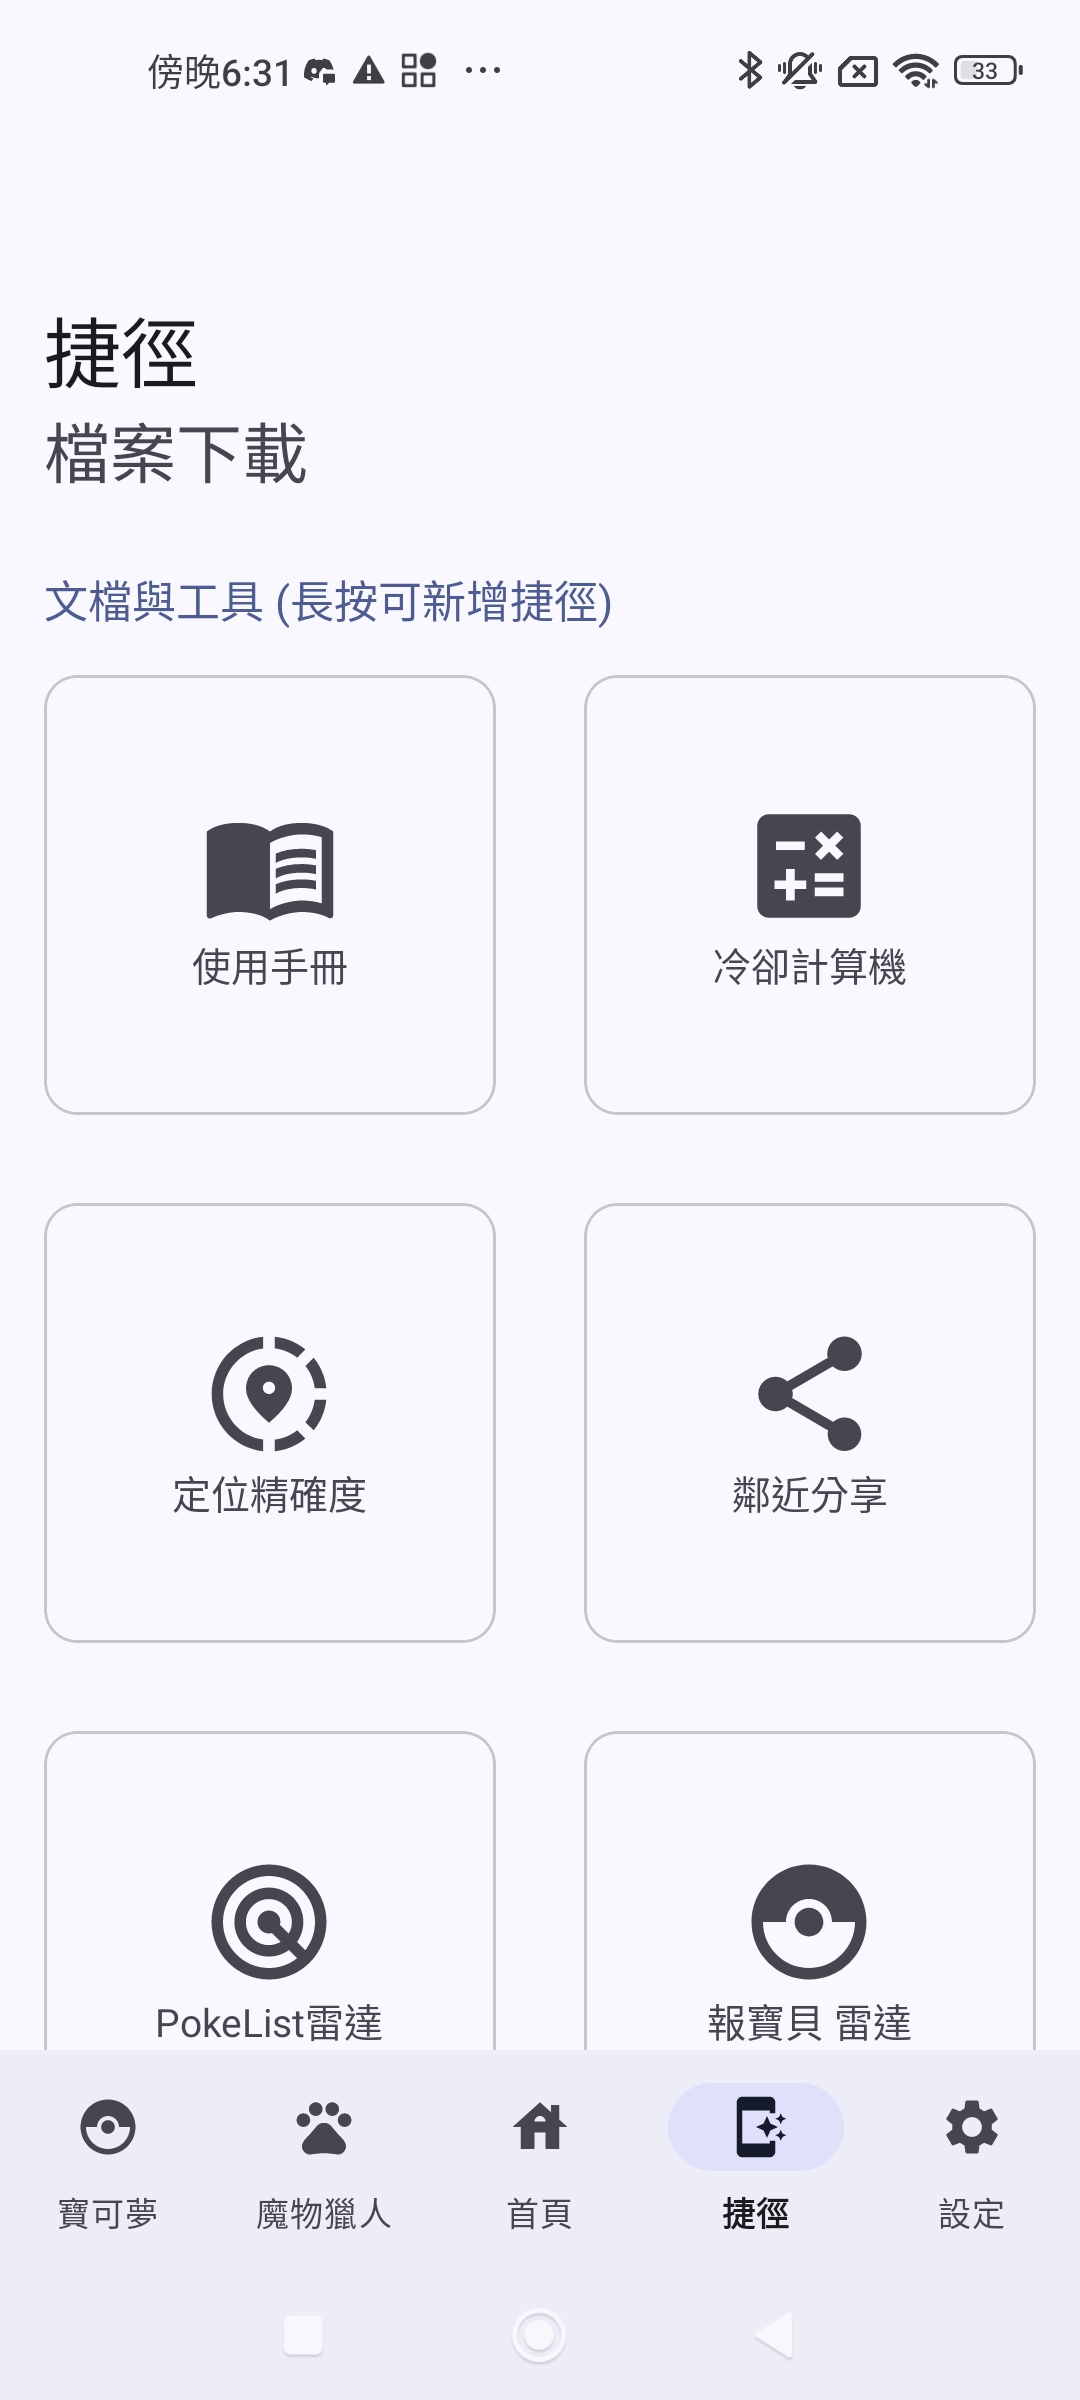 傍晚6:31
33
捷徑
檔案下載
文檔與工具 (長按可新增捷徑)
使用手冊
冷卻計算機
定位精確度
鄰近分享
PokeList雷達
報寶貝 雷達
寶可夢
魔物獵人
首頁
捷徑
設定